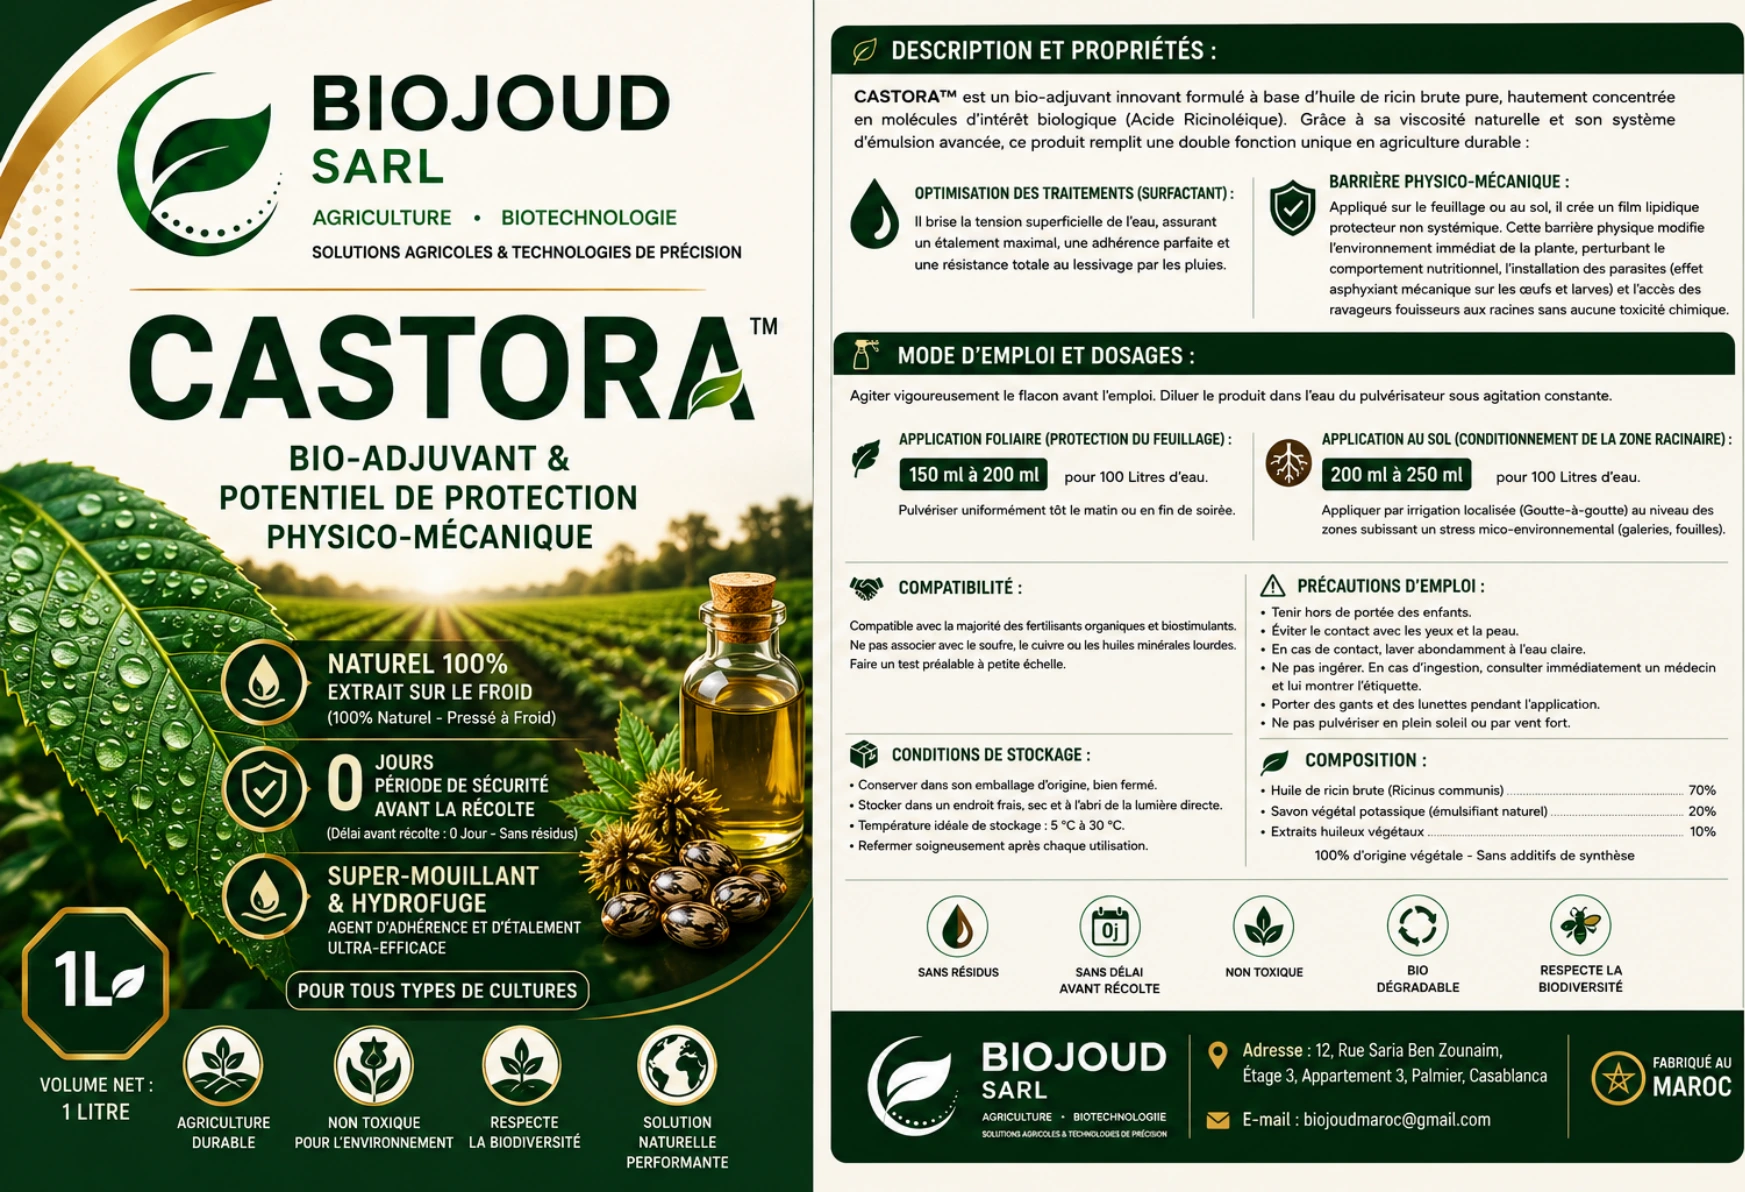 BIOJOUD
SARL
AGRICULTURE • BIOTECHNOLOGIE
SOLUTIONS AGRICOLES & TECHNOLOGIES DE PRÉCISION
CASTORA™
BIO-ADJUVANT &
POTENTIEL DE PROTECTION
PHYSICO-MÉCANIQUE
NATUREL 100%
EXTRAIT SUR LE FROID
(100% Naturel - Pressé à Froid)
0 JOURS
PÉRIODE DE SÉCURITÉ
AVANT LA RÉCOLTE
(Délai avant récolte : 0 Jour - Sans résidus)
SUPER-MOUILLANT
& HYDROFUGE
AGENT D'ADHÉRENCE ET D'ÉTALEMENT
ULTRA-EFFICACE
POUR TOUS TYPES DE CULTURES
1L
VOLUME NET :
1 LITRE
AGRICULTURE
DURABLE
NON TOXIQUE
POUR L'ENVIRONNEMENT
RESPECTE
LA BIODIVERSITÉ
SOLUTION
NATURELLE
PERFORMANTE
DESCRIPTION ET PROPRIÉTÉS :
CASTORA™ est un bio-adjuvant innovant formulé à base d'huile de ricin brute pure, hautement concentrée
en molécules d'intérêt biologique (Acide Ricinoléique). Grâce à sa viscosité naturelle et son système
d'émulsion avancée, ce produit remplit une double fonction unique en agriculture durable :
OPTIMISATION DES TRAITEMENTS (SURFACTANT) :
Il brise la tension superficielle de l'eau, assurant
un étalement maximal, une adhérence parfaite et
une résistance totale au lessivage par les pluies.
BARRIÈRE PHYSICO-MÉCANIQUE :
Appliqué sur le feuillage ou au sol, il crée un film lipidique
protecteur non systémique. Cette barrière physique modifie
l'environnement immédiat de la plante, perturbant le
comportement nutritionnel, l'installation des parasites (effet
asphyxiant mécanique sur les œufs et larves) et l'accès des
ravageurs fouisseurs aux racines sans aucune toxicité chimique.
MODE D'EMPLOI ET DOSAGES :
Agiter vigoureusement le flacon avant l'emploi. Diluer le produit dans l'eau du pulvérisateur sous agitation constante.
APPLICATION FOLIAIRE (PROTECTION DU FEUILLAGE) :
150 ml à 200 ml pour 100 Litres d'eau.
Pulvériser uniformément tôt le matin ou en fin de soirèe.
APPLICATION AU SOL (CONDITIONNEMENT DE LA ZONE RACINAIRE) :
200 ml à 250 ml pour 100 Litres d'eau.
Appliquer par irrigation localisée (Goutte-à-goutte) au niveau des
zones subissant un stress mico-environnemental (galeries, fouilles).
COMPATIBILITÉ :
Compatible avec la majorité des fertilisants organiques et biostimulants.
Ne pas associer avec le soufre, le cuivre ou les huiles minérales lourdes.
Faire un test préalable à petite échelle.
PRÉCAUTIONS D'EMPLOI :
• Tenir hors de portée des enfants.
• Éviter le contact avec les yeux et la peau.
• En cas de contact, laver abondamment à l'eau claire.
• Ne pas ingérer. En cas d'ingestion, consulter immédiatement un médecin
et lui montrer l'étiquette.
• Porter des gants et des lunettes pendant l'application.
• Ne pas pulvériser en plein soleil ou par vent fort.
CONDITIONS DE STOCKAGE :
• Conserver dans son emballage d'origine, bien fermé.
• Stocker dans un endroit frais, sec et à l'abri de la lumière directe.
• Température idéale de stockage : 5 °C à 30 °C.
• Refermer soigneusement après chaque utilisation.
COMPOSITION :
• Huile de ricin brute (Ricinus communis) 70%
• Savon végétal potassique (émulsifiant naturel) 20%
• Extraits huileux végétaux 10%
100% d'origine végétale - Sans additifs de synthèse
SANS RÉSIDUS
0j
SANS DÉLAI
AVANT RÉCOLTE
NON TOXIQUE
BIO
DÉGRADABLE
RESPECTE LA
BIODIVERSITÉ
BIOJOUD
SARL
AGRICULTURE • BIOTECHNOLOGIIE
SOLUTIONS AGRICOLES & TECHNOLOGIES DE PRÉCISION
Adresse : 12, Rue Saria Ben Zounaim,
Étage 3, Appartement 3, Palmier, Casablanca
E-mail : biojoudmaroc@gmail.com
FABRIQUÉ AU
MAROC